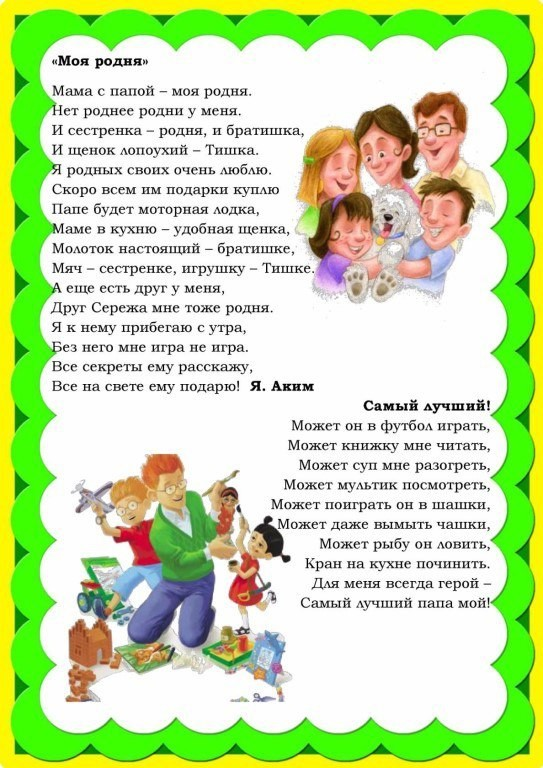 «Моя родня»
Мама с папой – моя родня.
Нет роднее родни у меня.
И сестренка – родня, и братишка,
И щенок лопоухий – Тишка.
Я родных своих очень люблю.
Скоро всем им подарки куплю
Папе будет моторная лодка,
Маме в кухню – удобная щенка,
Молоток настоящий – братишке,
Мяч – сестренке, игрушку – Тишке.
А еще есть друг у меня,
Друг Сережа мне тоже родня.
Я к нему прибегаю с утра,
Без него мне игра не игра.
Все секреты ему расскажу,
Все на свете ему подарю! Я. Аким
Самый лучший!
Может он в футбол играть,
Может книжку мне читать,
Может суп мне разогреть,
Может мультик посмотреть,
Может поиграть он в шашки,
Может даже вымыть чашки,
Может рыбу он ловить,
Кран на кухне починить.
Для меня всегда герой –
Самый лучший папа мой!